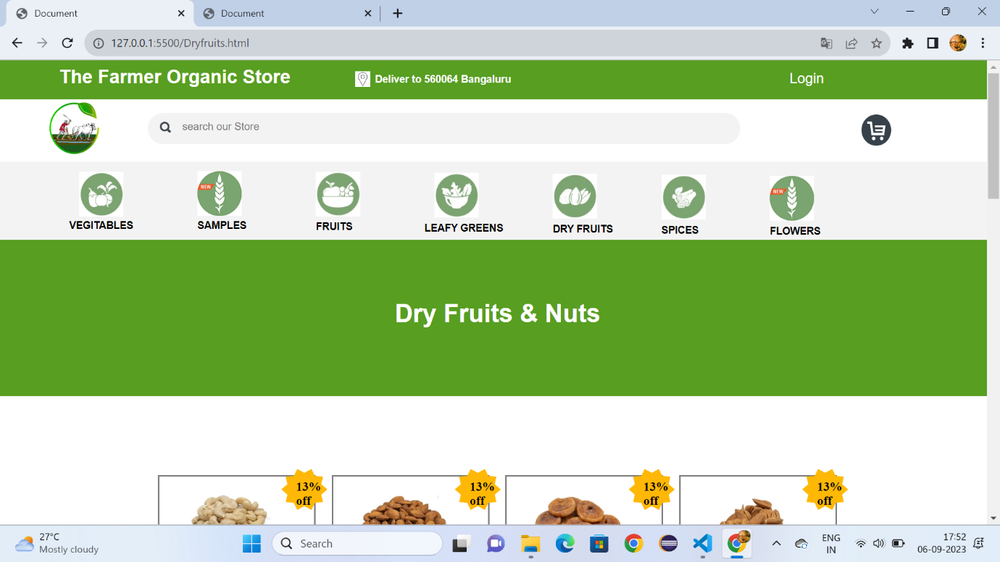 Document
Document
127.0.0.1:5500/Dryfruits.html
The Farmer Organic Store
Deliver to 560064 Bangaluru
Login
search our Store
NEW
NEW
VEGITABLES
SAMPLES
FRUITS
LEAFY GREENS
DRY FRUITS
SPICES
FLOWERS
Dry Fruits & Nuts
13%
off
13%
off
13%
off
13%
off
27°C
Mostly cloudy
Search
ENG
IN
17:52
06-09-2023